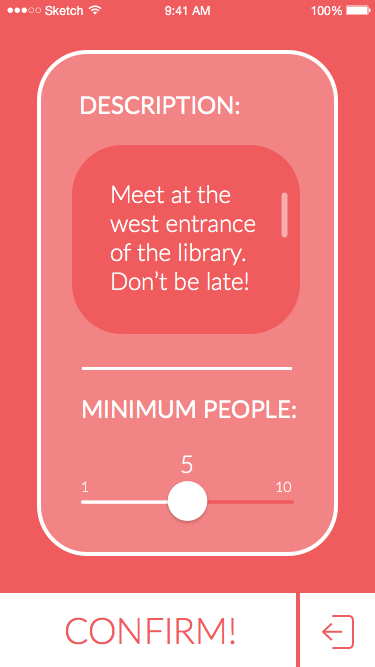 Sketch 9:41 AM 100%
DESCRIPTION:
Meet at the
west entrance
of the library.
Don't be late!
MINIMUM PEOPLE:
5
1 10
CONFIRM!